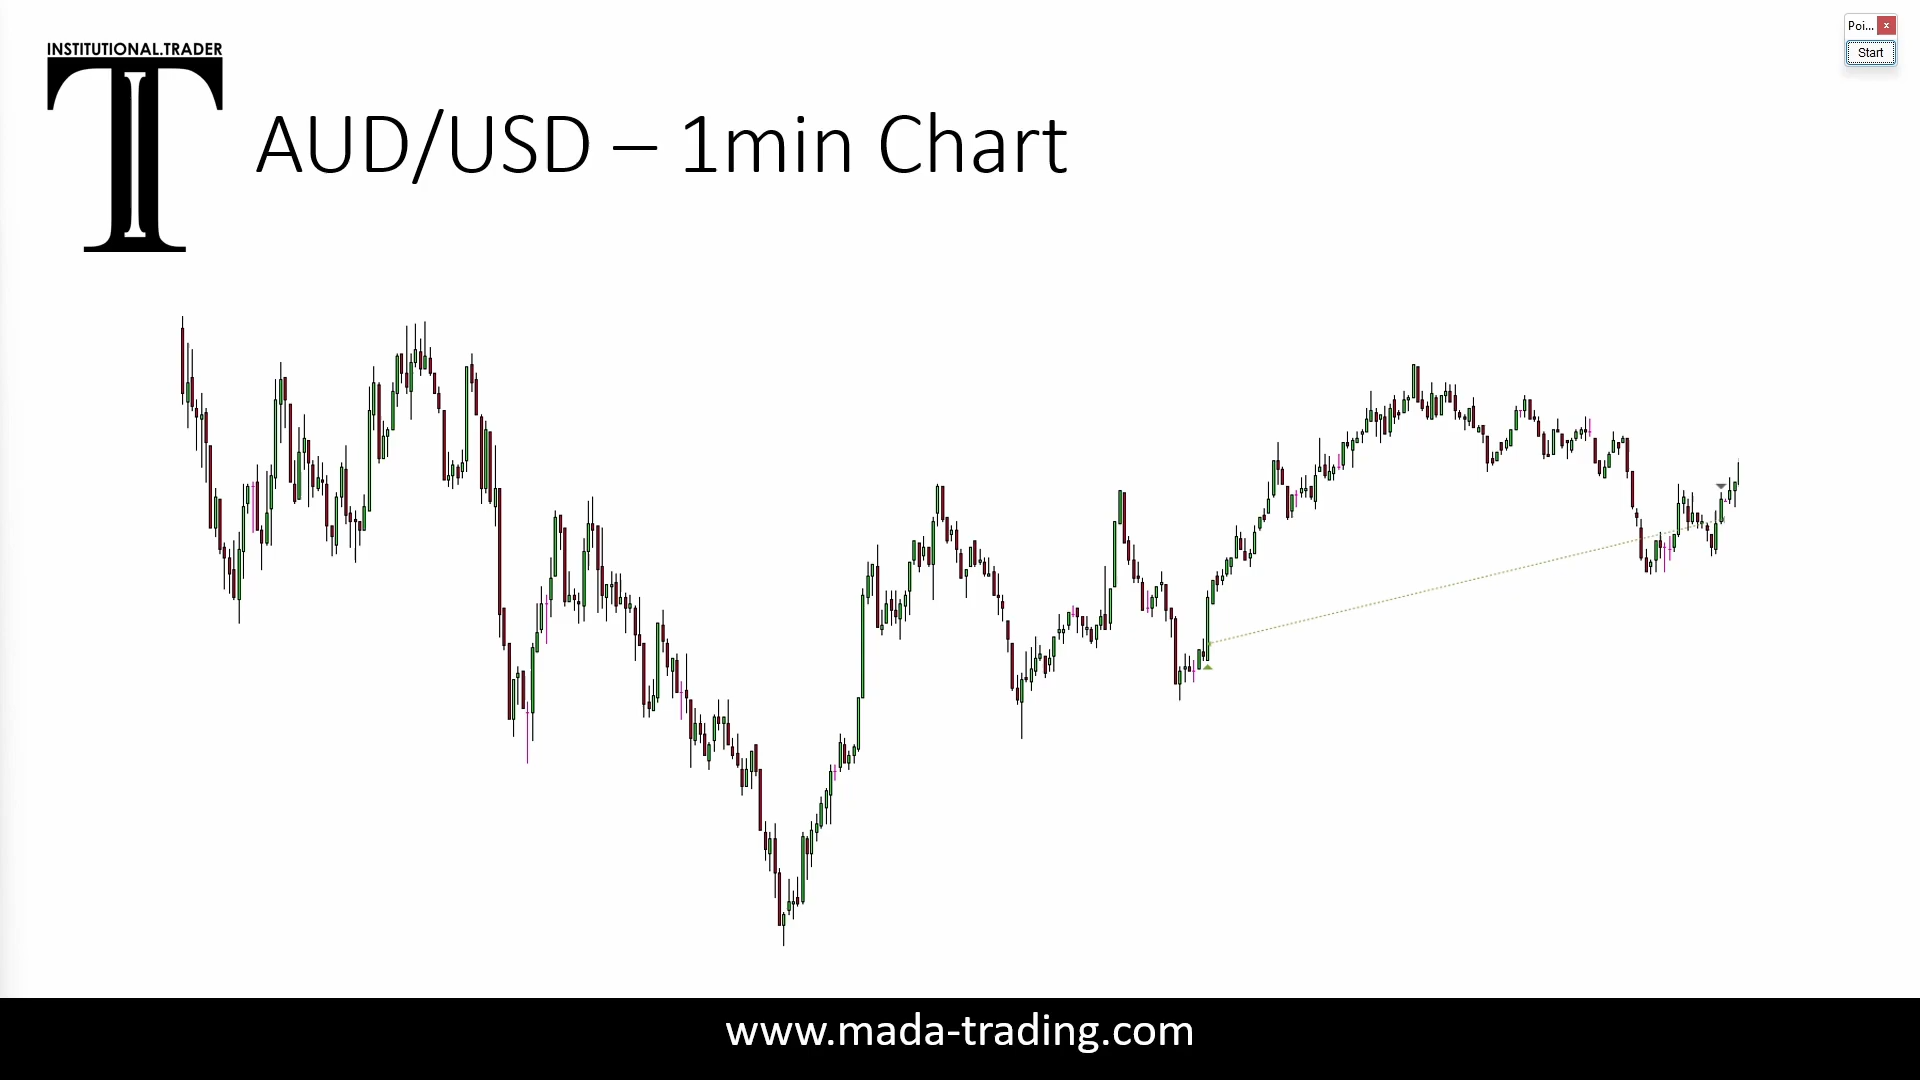 INSTITUTIONAL.TRADER
AUD/USD – 1min Chart
Poi... x
Start
www.mada-trading.com